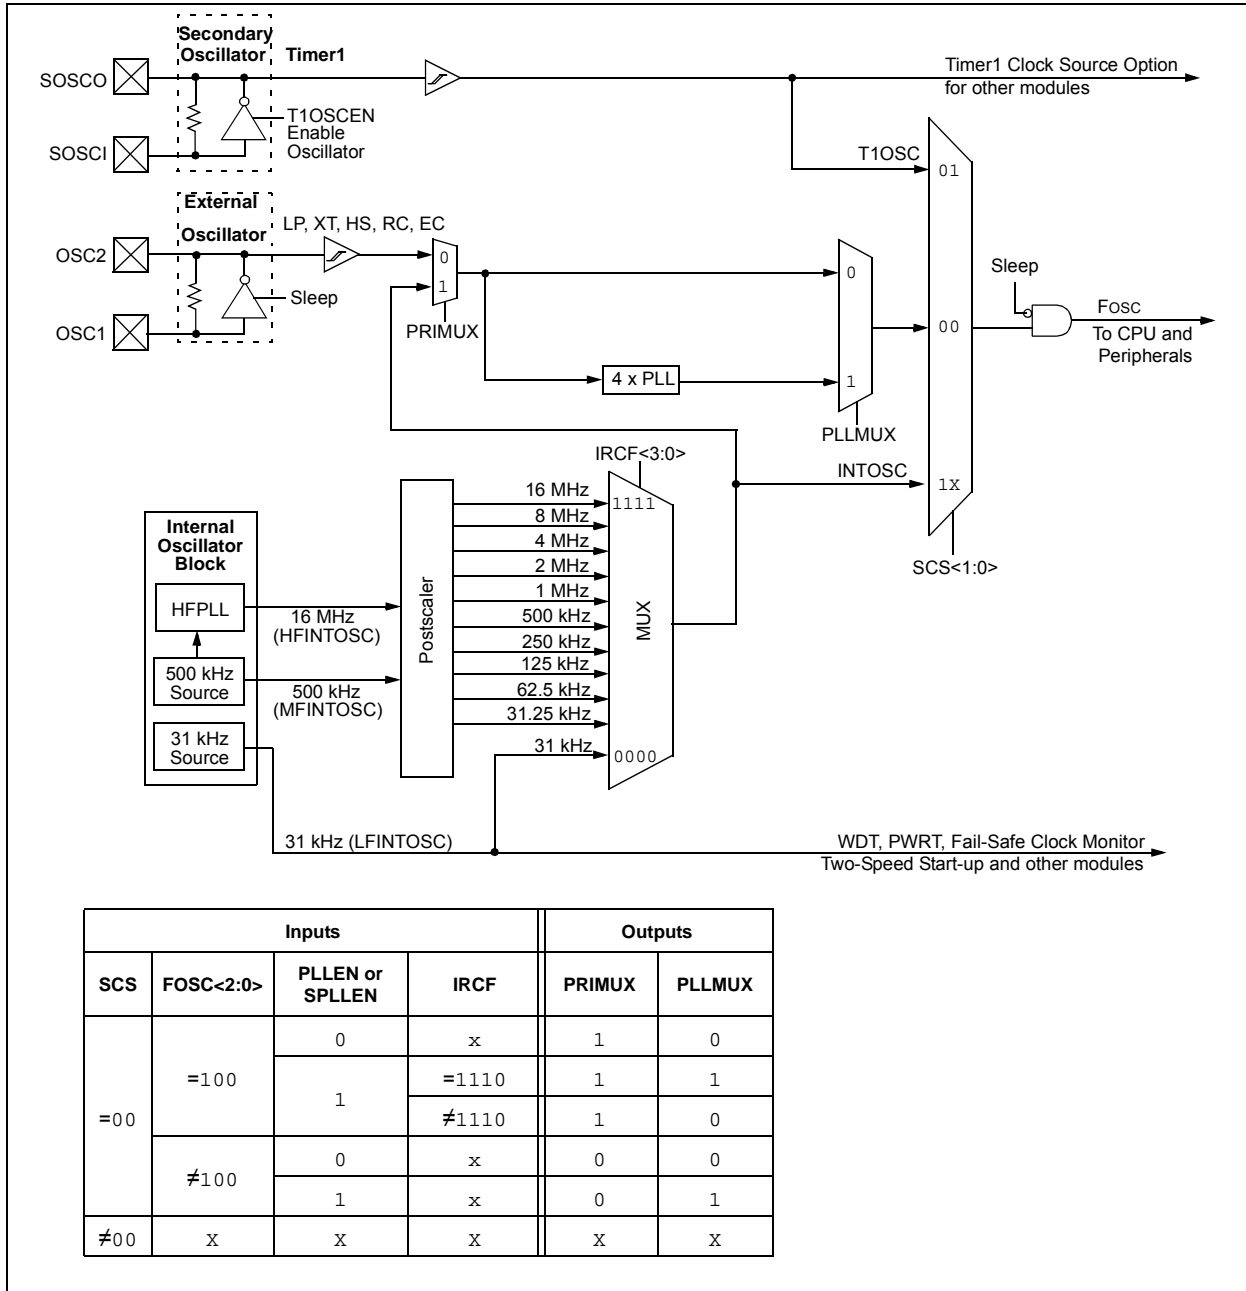 Secondary
Oscillator
Timer1
SOSCO
SOSCI
T1OSCEN
Enable
Oscillator
Timer1 Clock Source Option
for other modules
T1OSC
01
External
Oscillator
LP, XT, HS, RC, EC
OSC2
OSC1
Sleep
0
1
PRIMUX
0
1
4 x PLL
PLLMUX
00
Sleep
FOSC
To CPU and
Peripherals
INTOSC
1X
SCS<1:0>
IRCF<3:0>
Internal
Oscillator
Block
HFPLL
500 kHz
Source
31 kHz
Source
16 MHz
(HFINTOSC)
500 kHz
(MFINTOSC)
Postscaler
16 MHz
8 MHz
4 MHz
2 MHz
1 MHz
500 kHz
250 kHz
125 kHz
62.5 kHz
31.25 kHz
31 kHz
1111
MUX
0000
31 kHz (LFINTOSC)
WDT, PWRT, Fail-Safe Clock Monitor
Two-Speed Start-up and other modules
Inputs Outputs
SCS FOSC<2:0> PLLEN or SPLLEN IRCF PRIMUX PLLMUX
=00 =100 0 x 1 0
1 =1110 1 1
≠1110 1 0
≠100 0 x 0 0
1 x 0 1
≠00 X X X X X